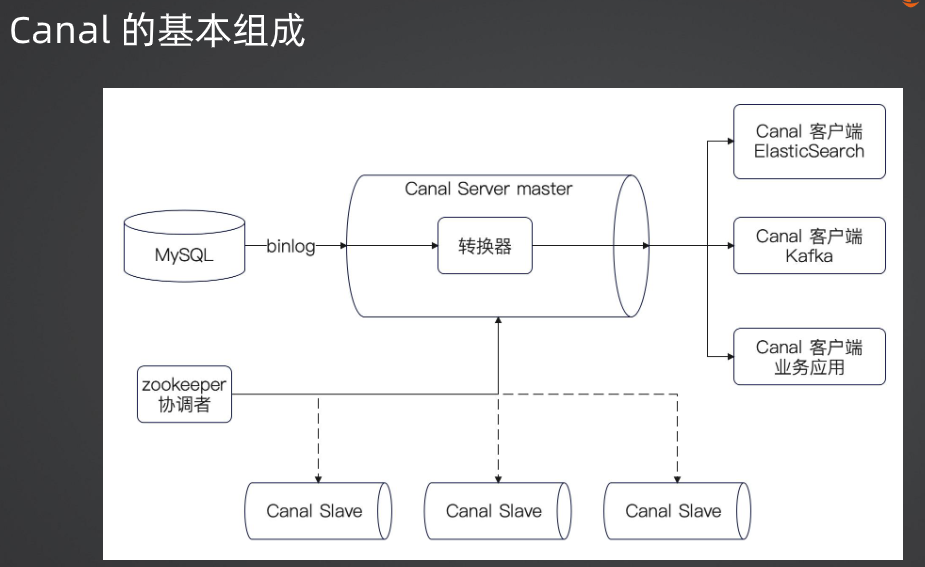 Canal 的基本组成
Canal 客户端
ElasticSearch
Canal Server master
MySQL
binlog
转换器
Canal 客户端
Kafka
Canal 客户端
业务应用
zookeeper
协调者
Canal Slave
Canal Slave
Canal Slave